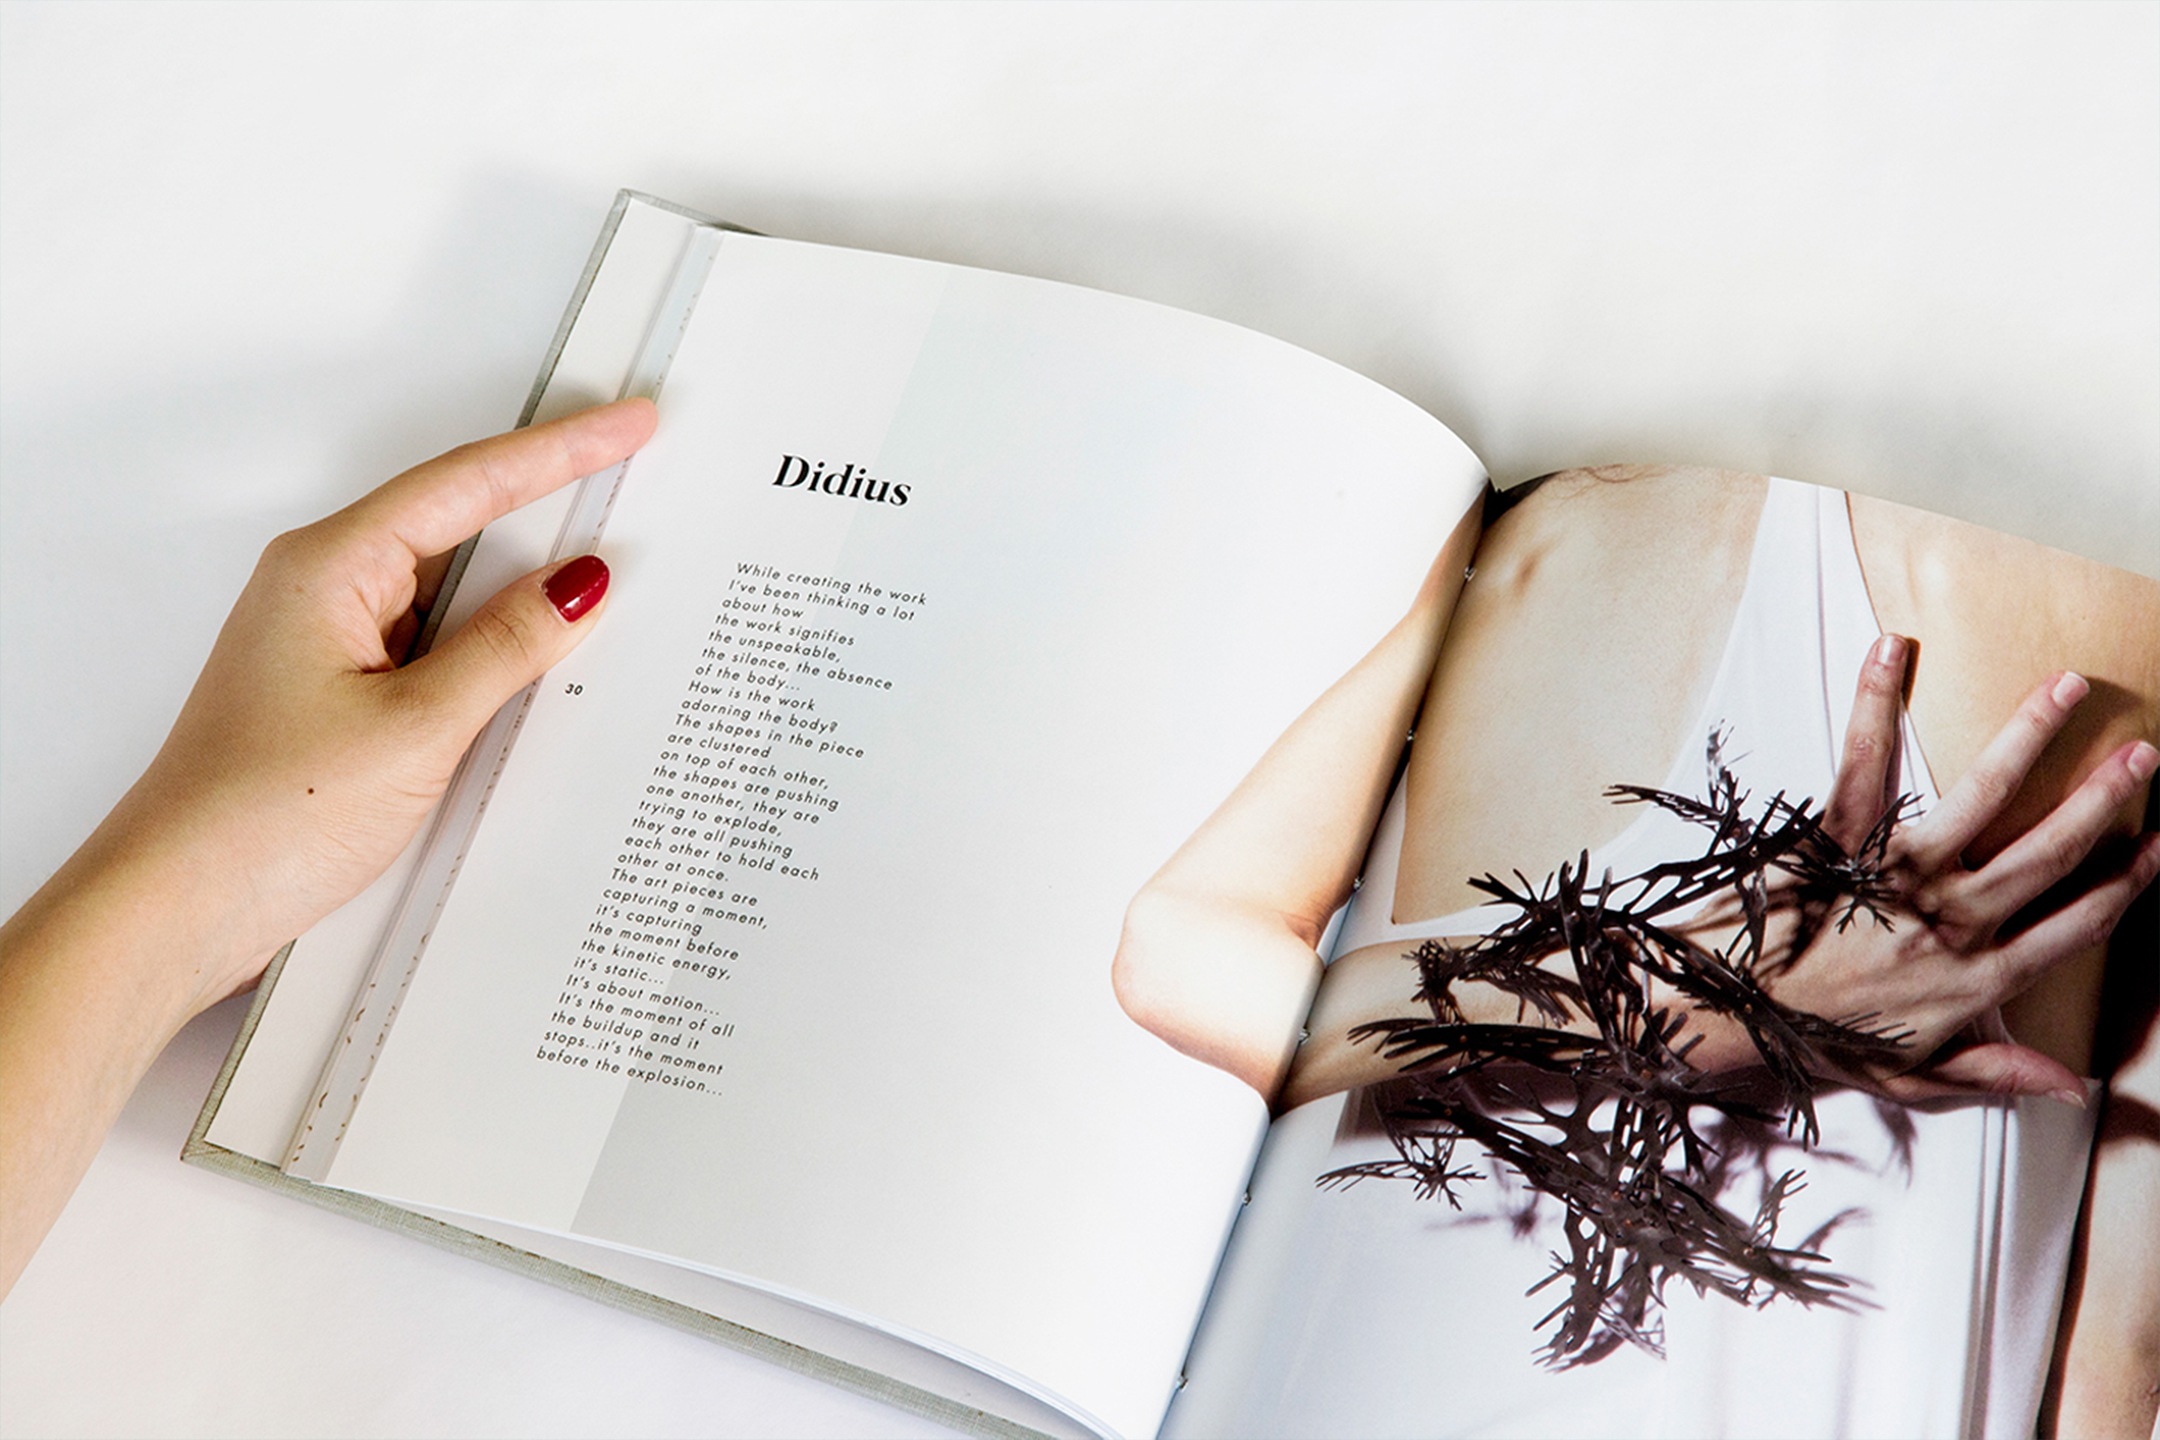 Didius
While creating the work
I've been thinking a lot
about how
the work signifies
the unspeakable,
the silence, the absence
of the body...
How is the work
adorning the body?
The shapes in the piece
are clustered
on top of each other,
the shapes are pushing
one another, they are
trying to explode,
they are all pushing
each other to hold each
other at once.
The art pieces are
capturing a moment,
it's capturing
the moment before
the kinetic energy,
it's static...
It's about motion...
It's the moment of all
the buildup and it
stops..it's the moment
before the explosion...
30